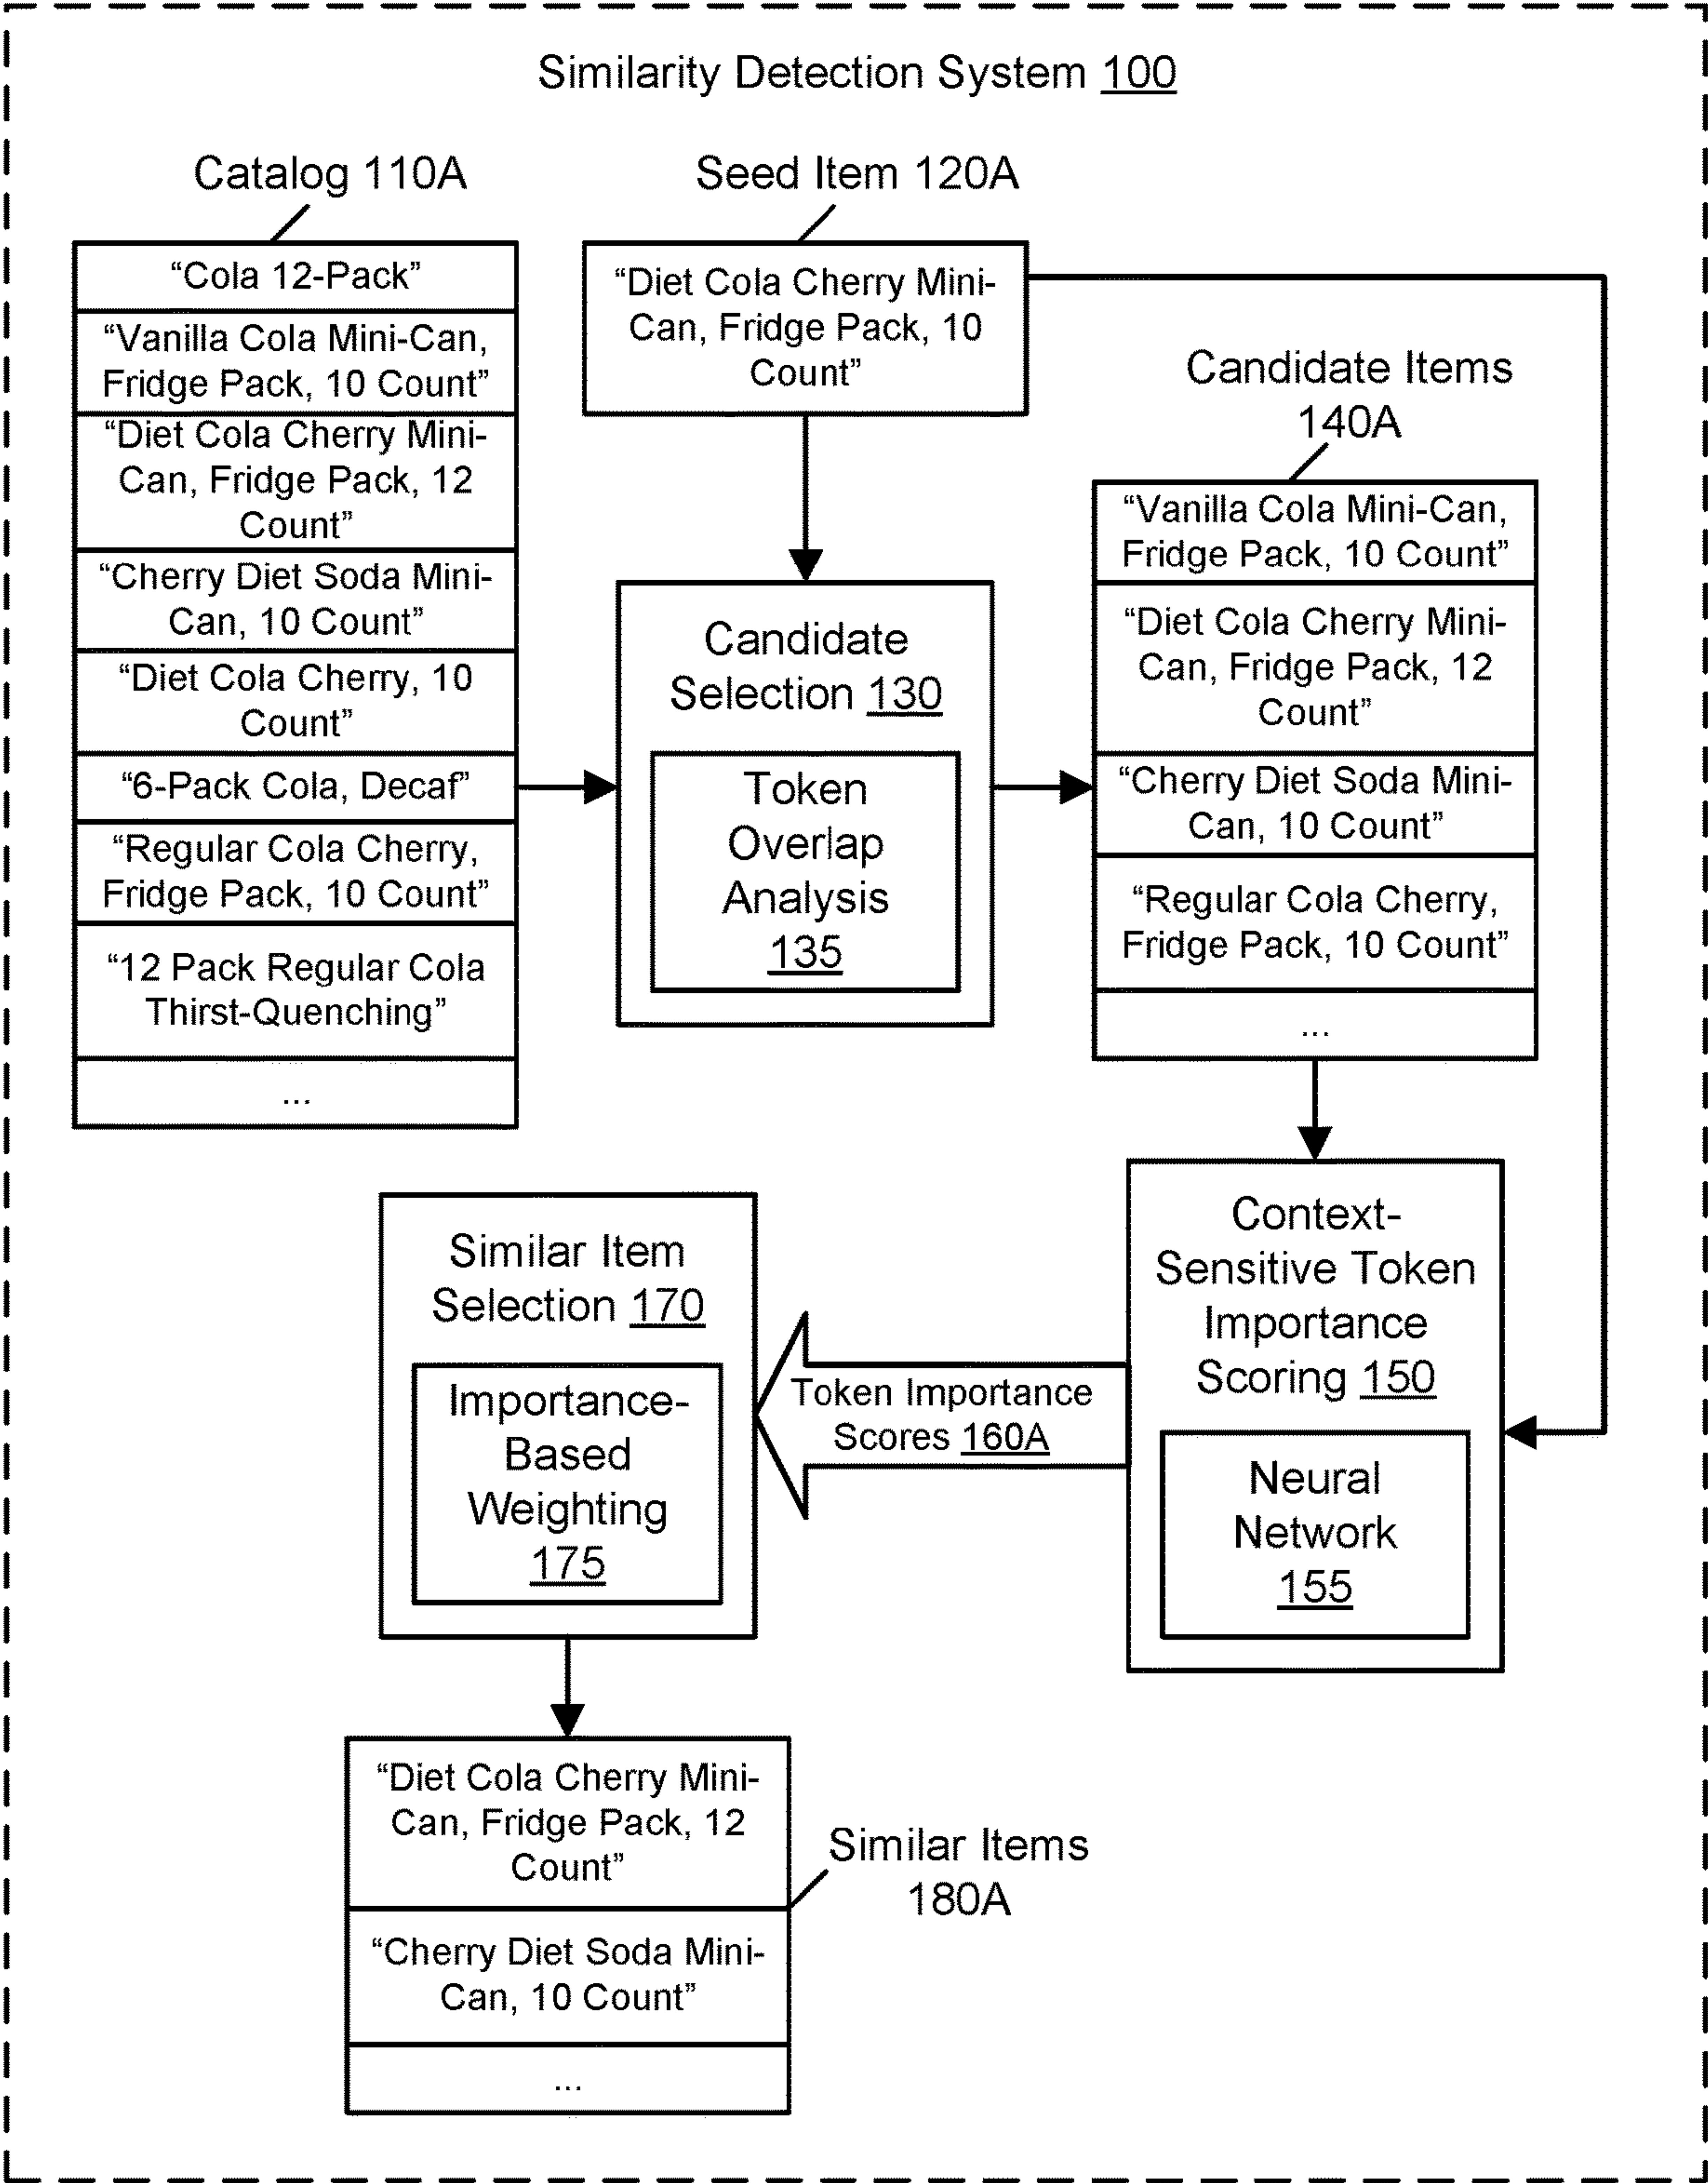 Similarity Detection System 100
Catalog 110A
“Cola 12-Pack”
“Vanilla Cola Mini-Can,
Fridge Pack, 10 Count”
“Diet Cola Cherry Mini-
Can, Fridge Pack, 12
Count”
“Cherry Diet Soda Mini-
Can, 10 Count”
“Diet Cola Cherry, 10
Count”
“6-Pack Cola, Decaf”
“Regular Cola Cherry,
Fridge Pack, 10 Count”
“12 Pack Regular Cola
Thirst-Quenching”
...
Seed Item 120A
“Diet Cola Cherry Mini-
Can, Fridge Pack, 10
Count”
Candidate
Selection 130
Token
Overlap
Analysis
135
Candidate Items
140A
“Vanilla Cola Mini-Can,
Fridge Pack, 10 Count”
“Diet Cola Cherry Mini-
Can, Fridge Pack, 12
Count”
“Cherry Diet Soda Mini-
Can, 10 Count”
“Regular Cola Cherry,
Fridge Pack, 10 Count”
...
Context-
Sensitive Token
Importance
Scoring 150
Neural
Network
155
Token Importance
Scores 160A
Similar Item
Selection 170
Importance-
Based
Weighting
175
“Diet Cola Cherry Mini-
Can, Fridge Pack, 12
Count”
“Cherry Diet Soda Mini-
Can, 10 Count”
...
Similar Items
180A